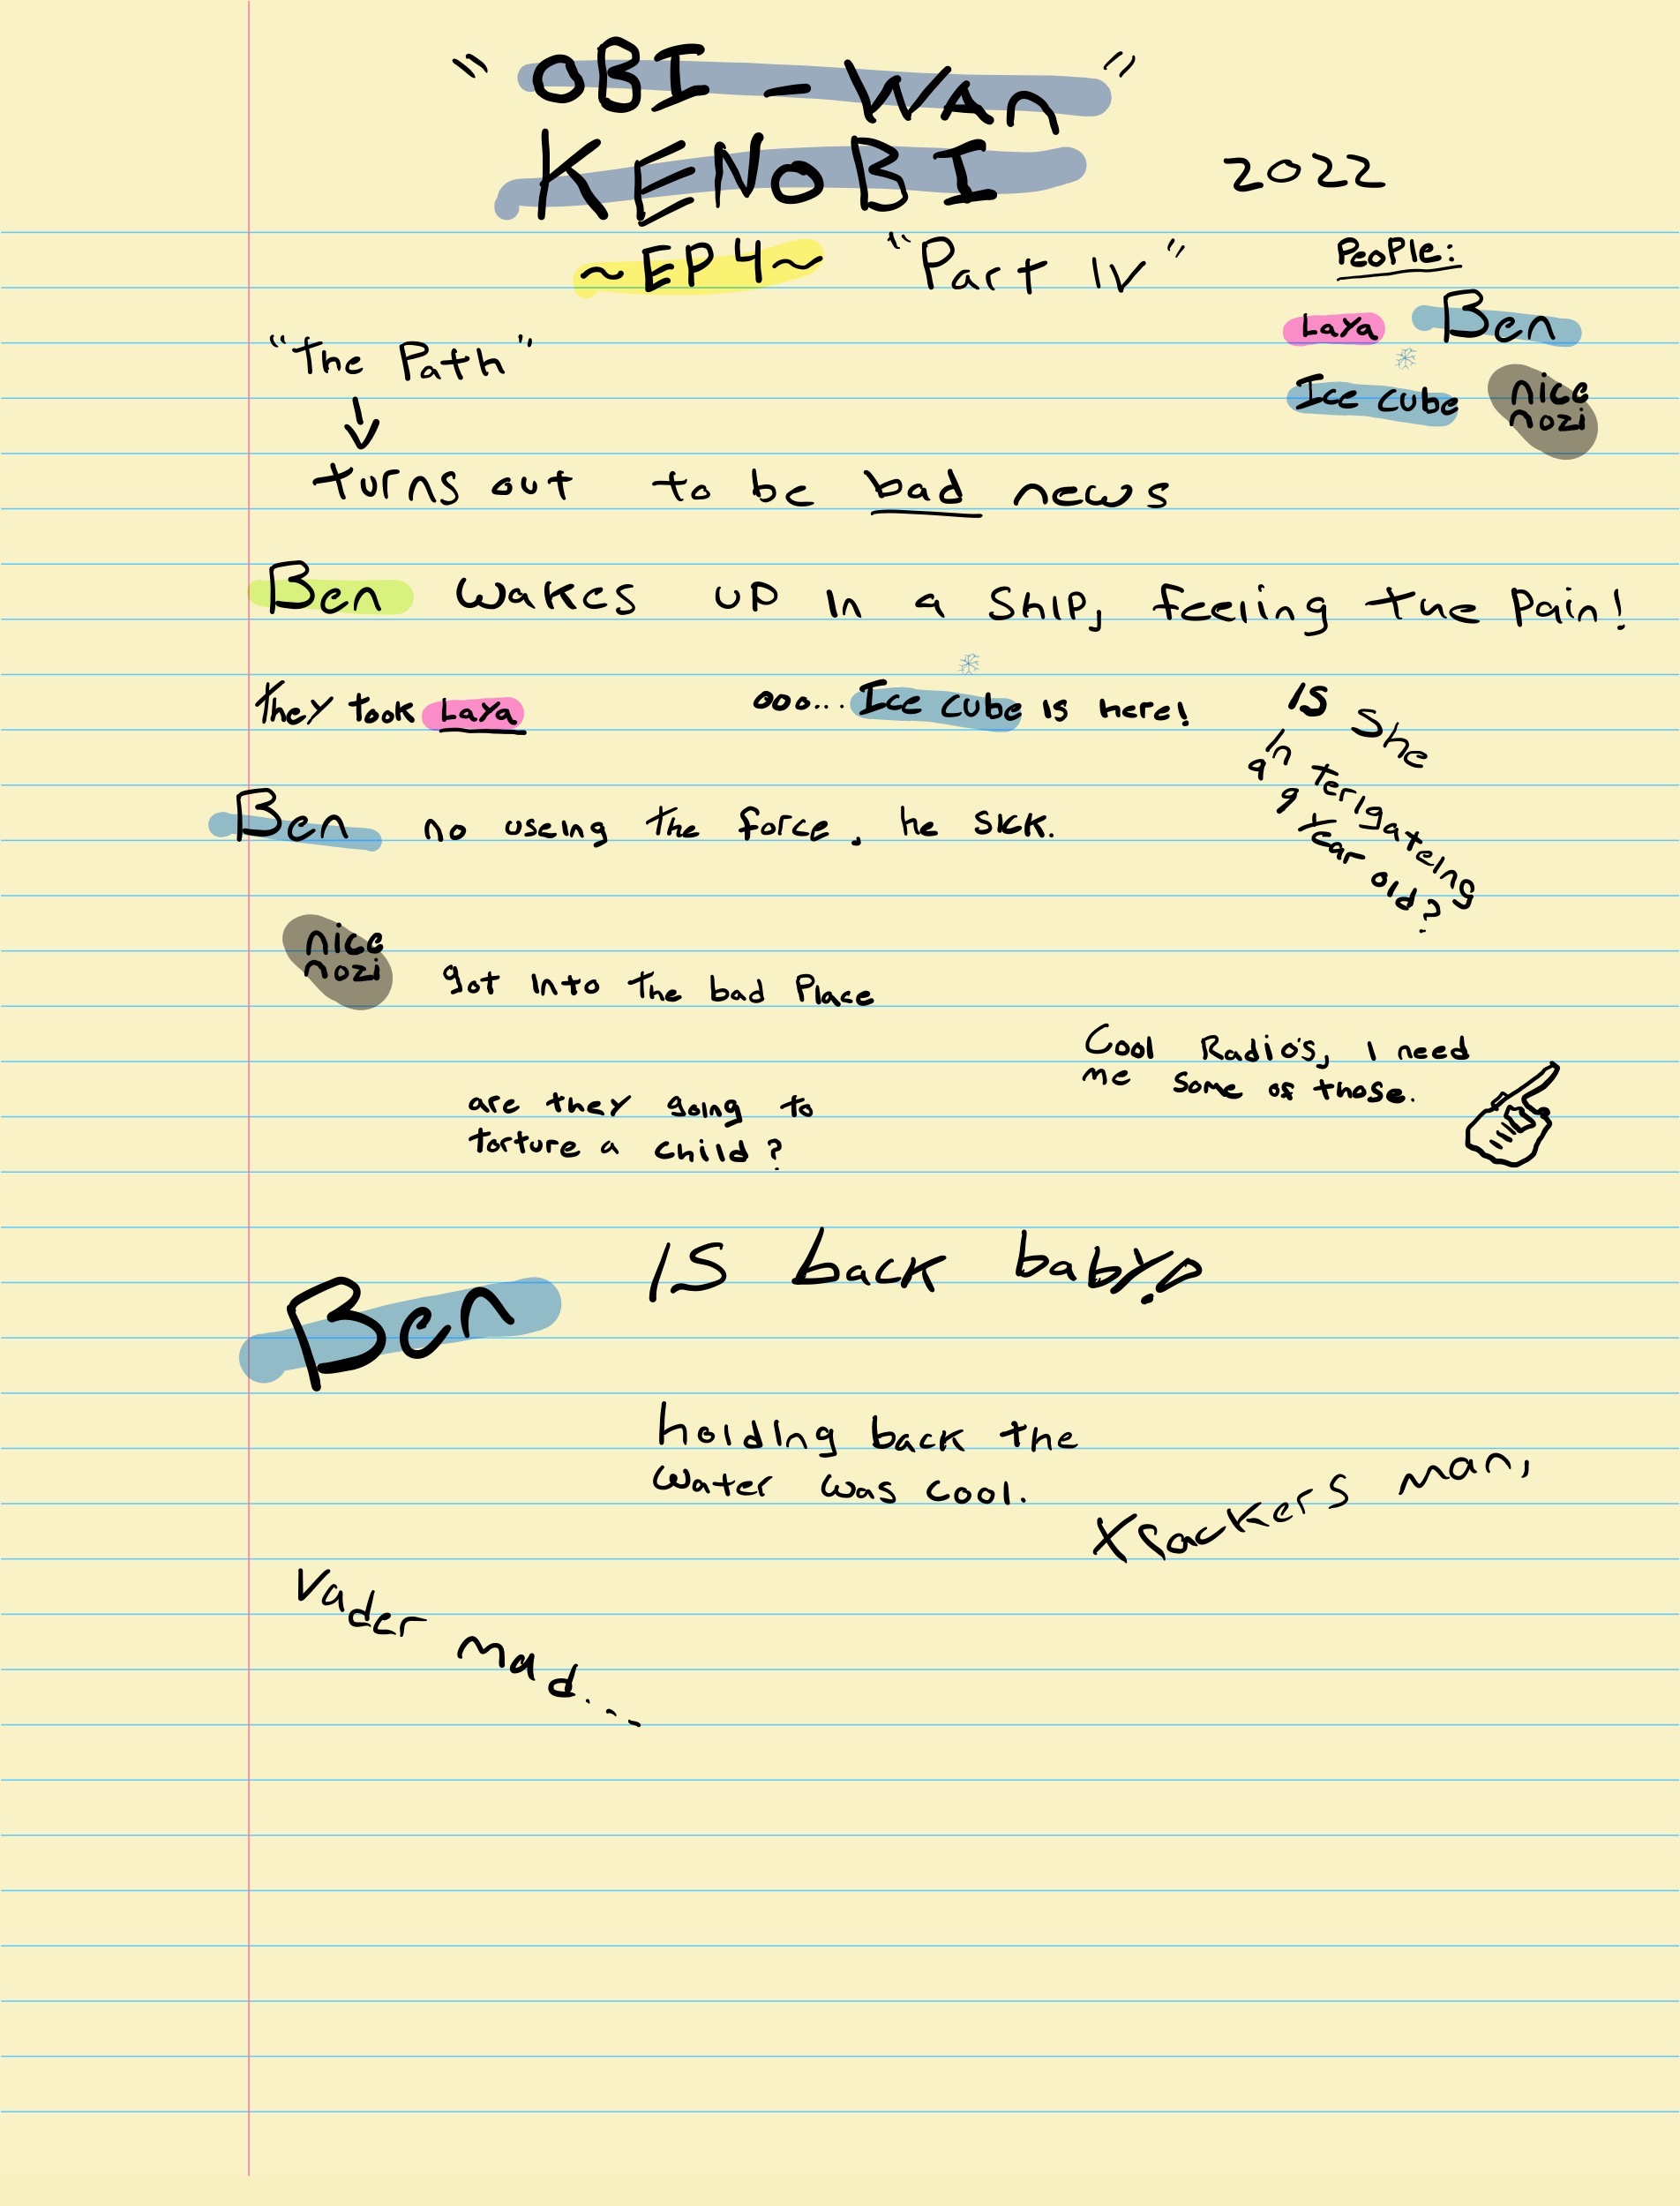 "OBI-WAn"
KENOBI
2022
~EP 4~ "Part IV"
PeoPle:
LaYa Ben
Ice cube nice
nozi
"The Path"
↓
turns out to be bad news
Ben wakes up in a ship, feeling the pain!
They took LaYa
ooo... Ice cube is here!
IS she
interigateing
a 9 year old?
Ben no useing the force, he sick.
nice
nozi got into the bad Place
Cool Radio's, I need
me some of those.
are they going to
torture a child?
Ben IS back baby!
holding back the
water was cool.
Vader mad...